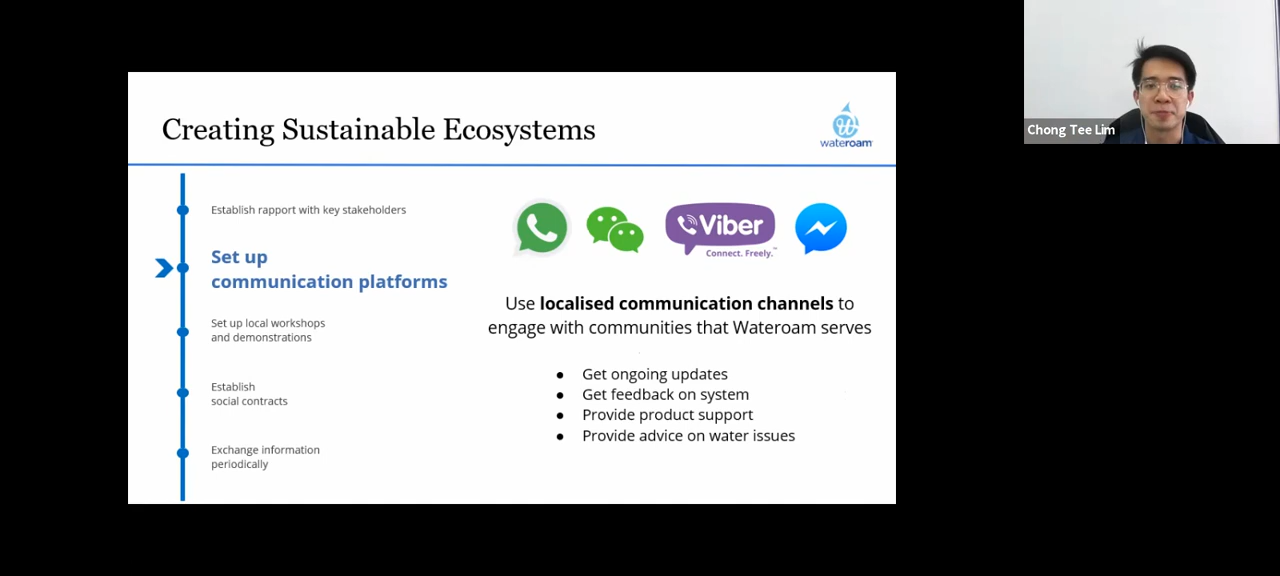 Creating Sustainable Ecosystems
wateroam
Chong Tee Lim
Establish rapport with key stakeholders
Set up
communication platforms
Set up local workshops
and demonstrations
Establish
social contracts
Exchange information
periodically
Viber
Connect. Freely.™
Use localised communication channels to
engage with communities that Wateroam serves
● Get ongoing updates
● Get feedback on system
● Provide product support
● Provide advice on water issues